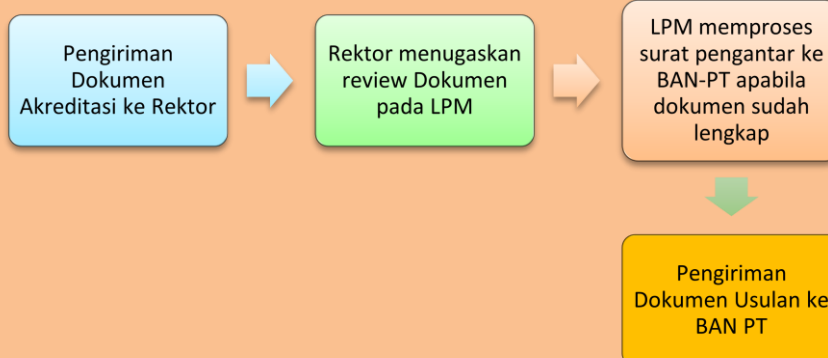 Pengiriman
Dokumen
Akreditasi ke Rektor
Rektor menugaskan
review Dokumen
pada LPM
LPM memproses
surat pengantar ke
BAN-PT apabila
dokumen sudah
lengkap
Pengiriman
Dokumen Usulan ke
BAN PT